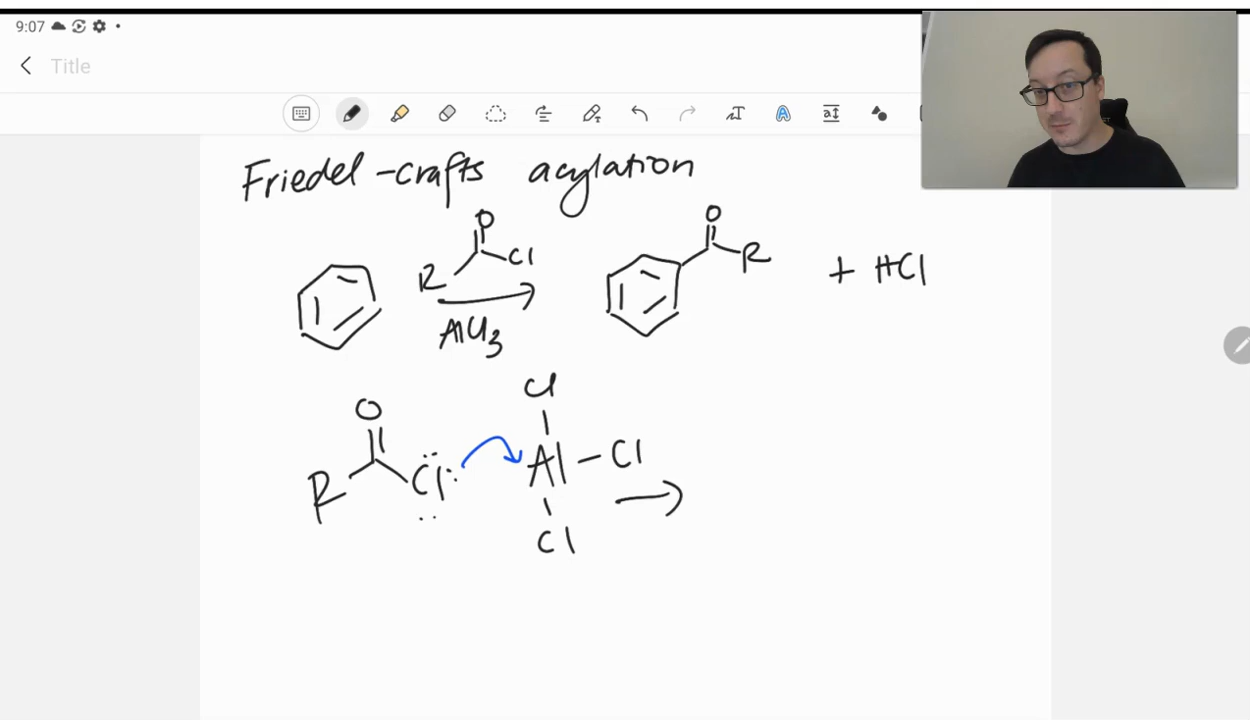 9:07
Title
Friedel-crafts acylation
O
R Cl
AlCl3
O
R
+ HCl
Cl
O
R Cl Al-Cl
Cl